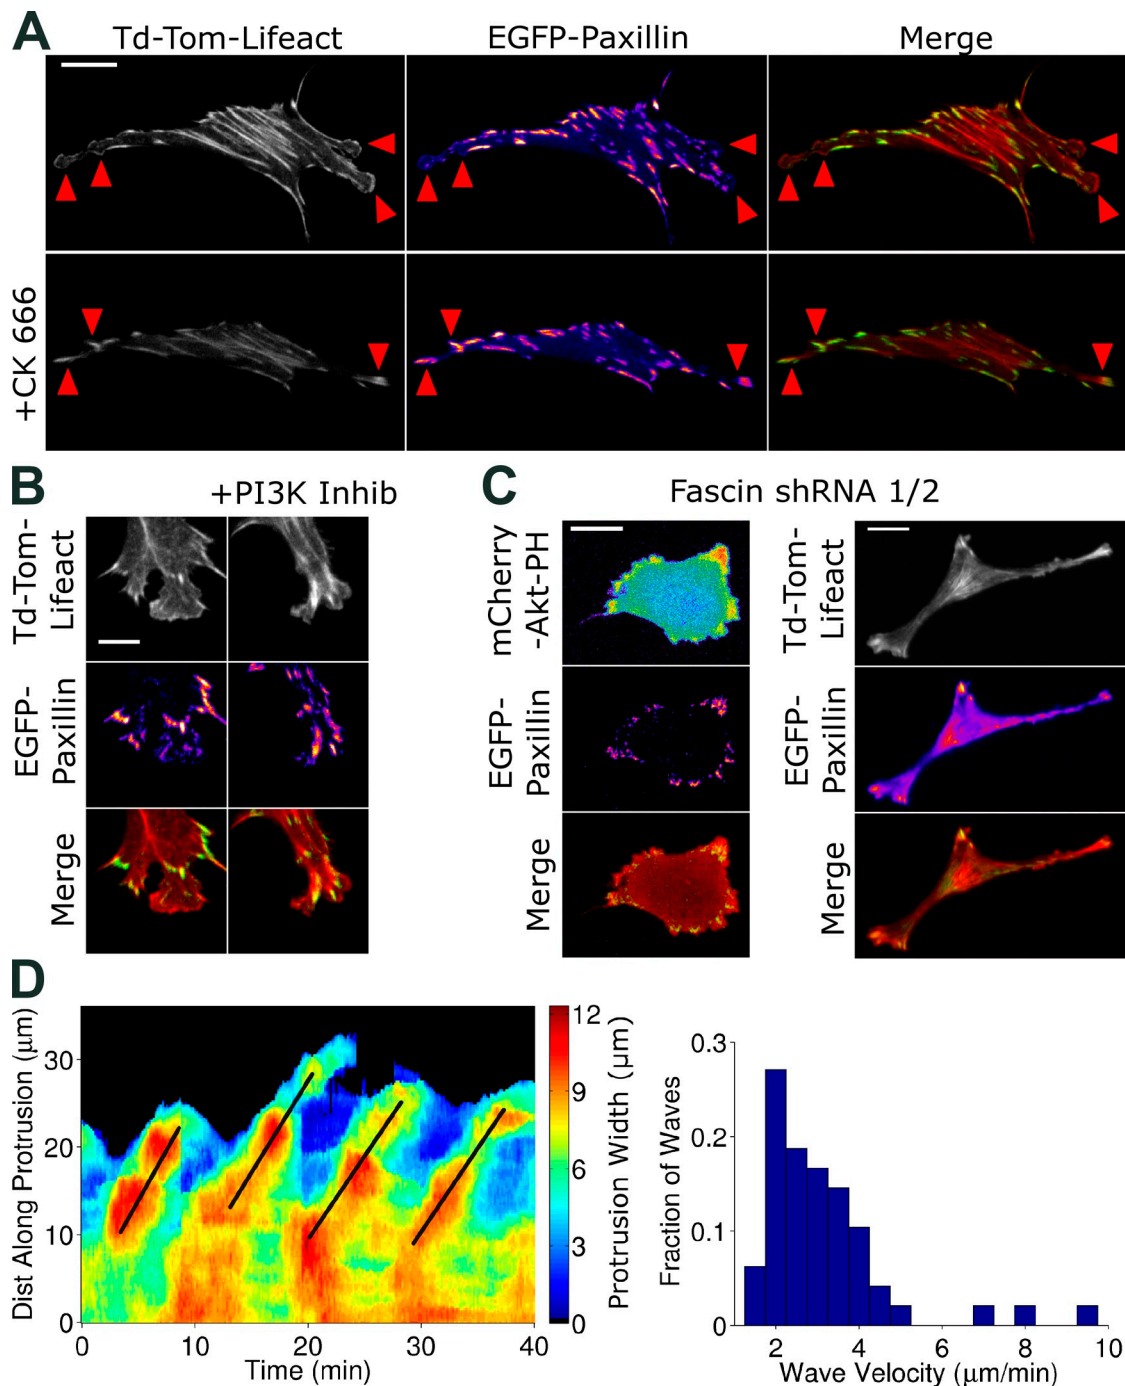 A
Td-Tom-Lifeact
EGFP-Paxillin
Merge
+CK 666
B
+PI3K Inhib
Td-Tom-
Lifeact
EGFP-
Paxillin
Merge
C
Fascin shRNA 1/2
mCherry
-Akt-PH
EGFP-
Paxillin
Merge
Td-Tom-
Lifeact
EGFP-
Paxillin
Merge
D
Dist Along Protrusion (μm)
30
20
10
0
0 10 20 30 40
Time (min)
12
9
6
3
0
Protrusion Width (μm)
Fraction of Waves
0.3
0.2
0.1
0
2 4 6 8 10
Wave Velocity (μm/min)